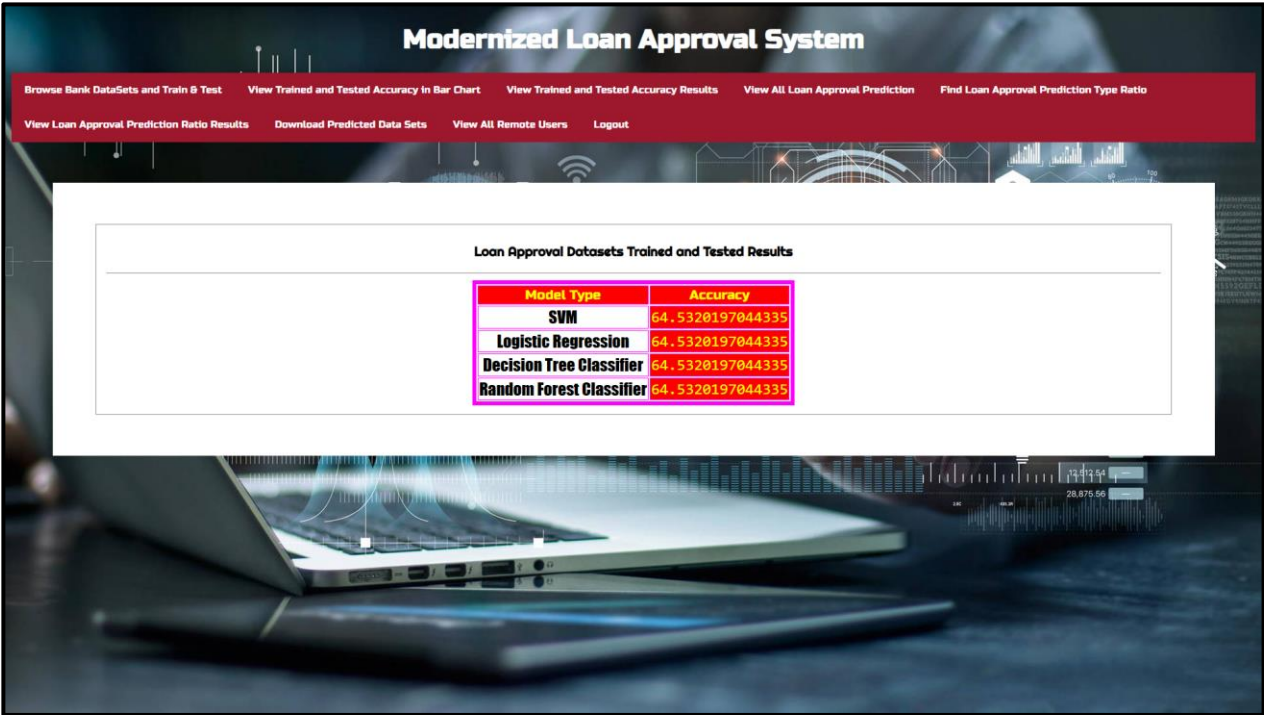 Modernized Loan Approval System
Browse Bank DataSets and Train & Test View Trained and Tested Accuracy in Bar Chart View Trained and Tested Accuracy Results View All Loan Approval Prediction Find Loan Approval Prediction Type Ratio
View Loan Approval Prediction Ratio Results Download Predicted Data Sets View All Remote Users Logout
Loan Approval Datasets Trained and Tested Results
Model Type Accuracy
SVM 64.5320197044335
Logistic Regression 64.5320197044335
Decision Tree Classifier 64.5320197044335
Random Forest Classifier 64.5320197044335
28,875.56